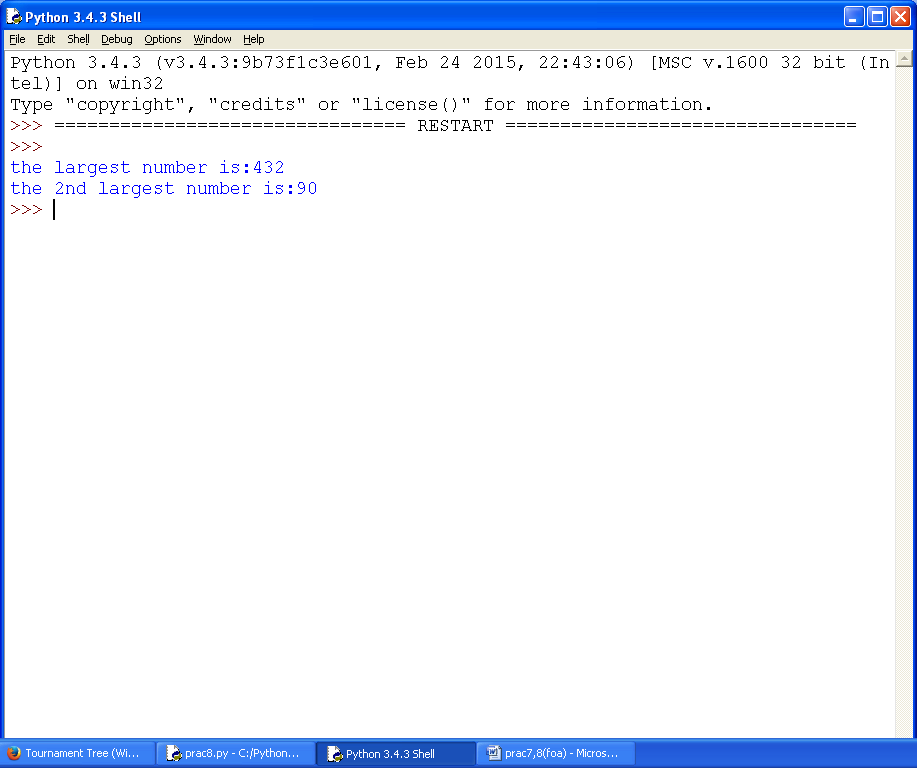 Python 3.4.3 Shell
File Edit Shell Debug Options Window Help
Python 3.4.3 (v3.4.3:9b73f1c3e601, Feb 24 2015, 22:43:06) [MSC v.1600 32 bit (In
tel)] on win32
Type "copyright", "credits" or "license()" for more information.
>>> ================================ RESTART ================================
>>>
the largest number is:432
the 2nd largest number is:90
>>>
Tournament Tree (Wi... prac8.py - C:/Python... Python 3.4.3 Shell prac7,8(foa) - Micros...